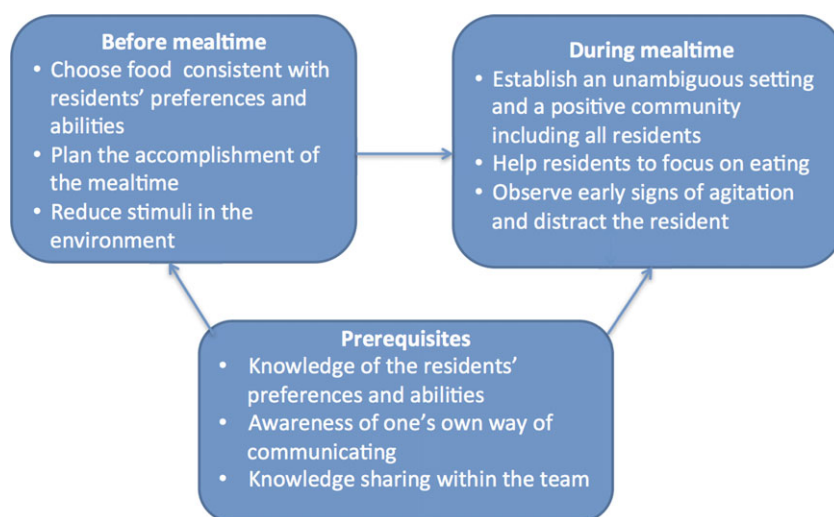 Before mealtime
• Choose food consistent with
residents’ preferences and
abilities
• Plan the accomplishment of
the mealtime
• Reduce stimuli in the
environment
During mealtime
• Establish an unambiguous setting
and a positive community
including all residents
• Help residents to focus on eating
• Observe early signs of agitation
and distract the resident
Prerequisites
• Knowledge of the residents’
preferences and abilities
• Awareness of one’s own way of
communicating
• Knowledge sharing within the team